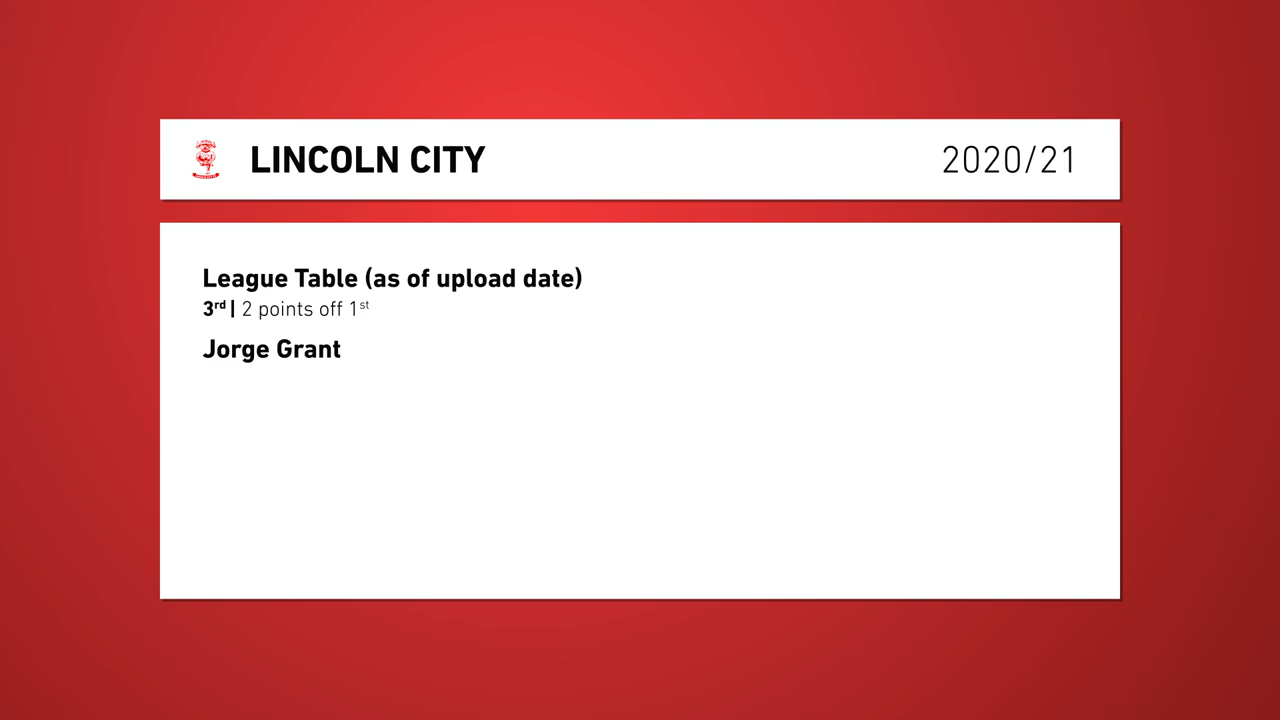 LINCOLN CITY
2020/21
League Table (as of upload date)
3rd | 2 points off 1st
Jorge Grant